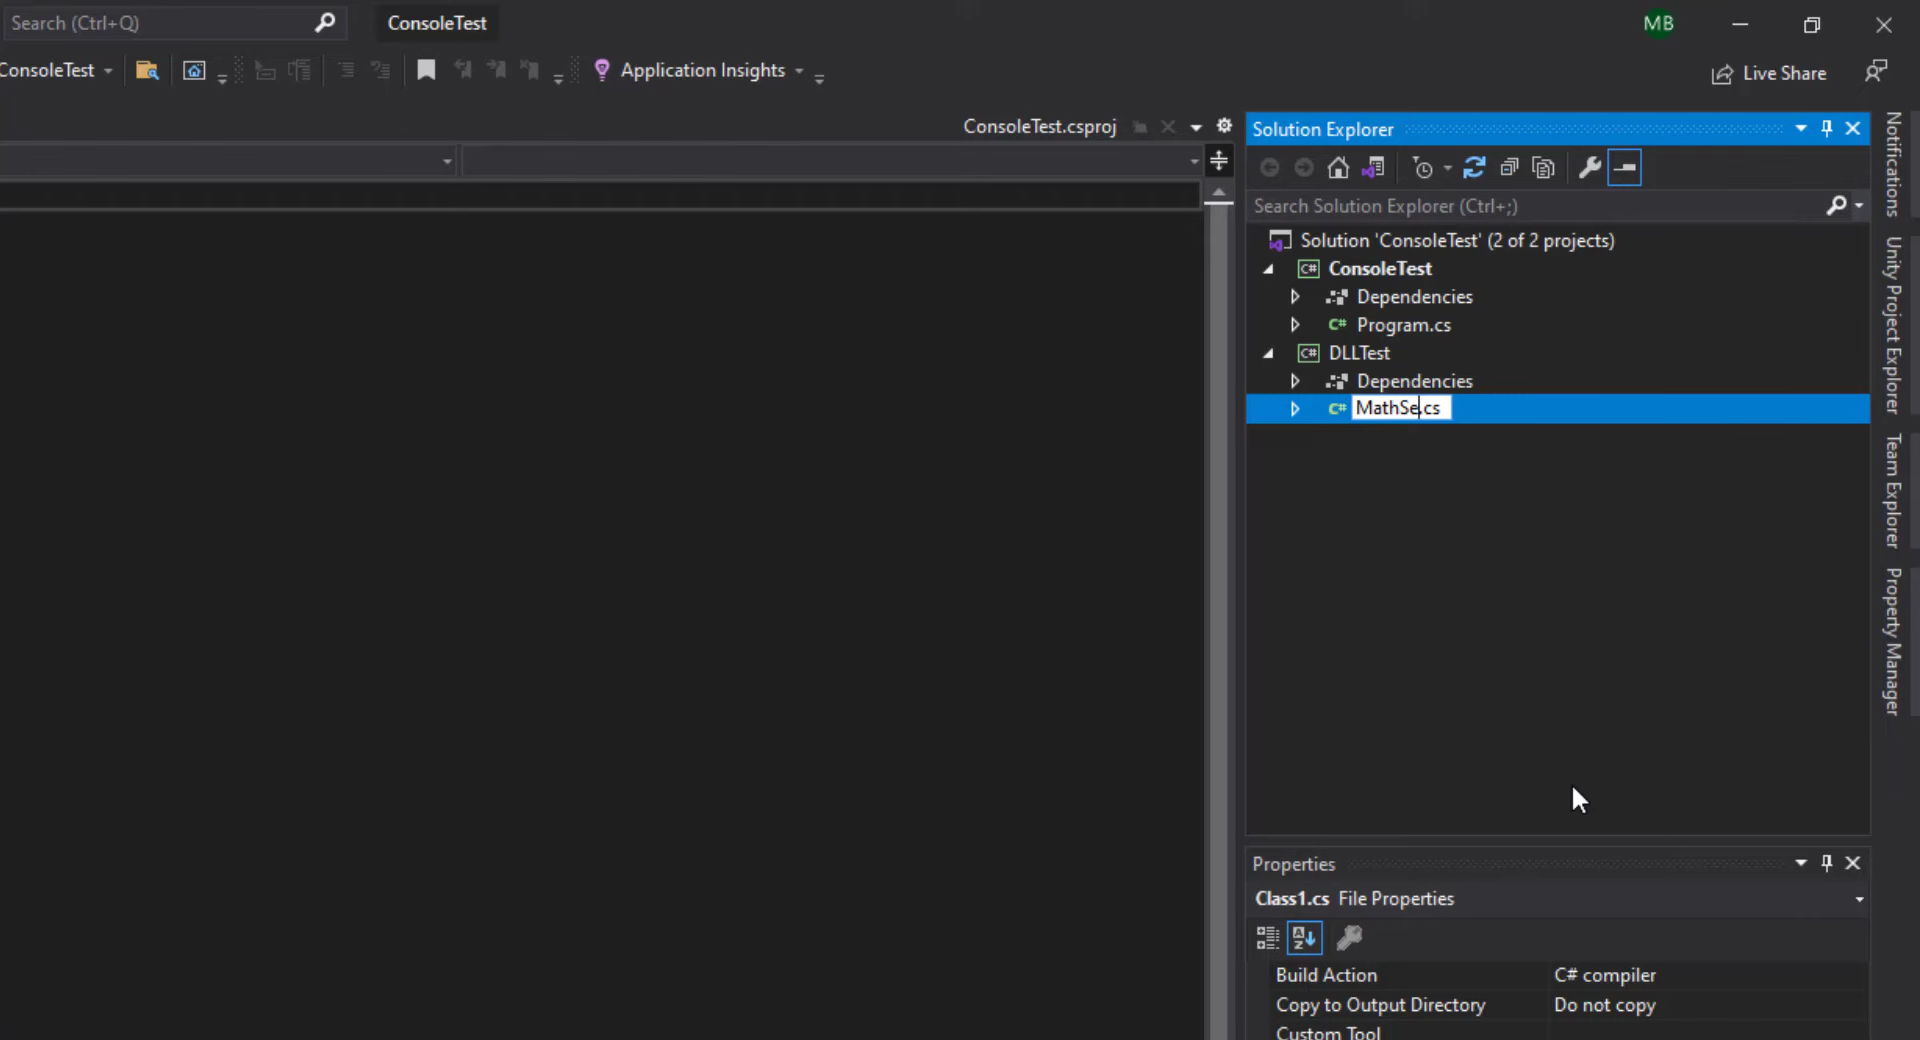 Search (Ctrl+Q)
ConsoleTest
MB
ConsoleTest
Application Insights
Live Share
ConsoleTest.csproj
Solution Explorer
Search Solution Explorer (Ctrl+;)
Solution 'ConsoleTest' (2 of 2 projects)
C# ConsoleTest
Dependencies
C# Program.cs
C# DLLTest
Dependencies
C# MathSe.cs
Notifications
Unity Project Explorer
Team Explorer
Property Manager
Properties
Class1.cs File Properties
Build Action C# compiler
Copy to Output Directory Do not copy
Custom Tool